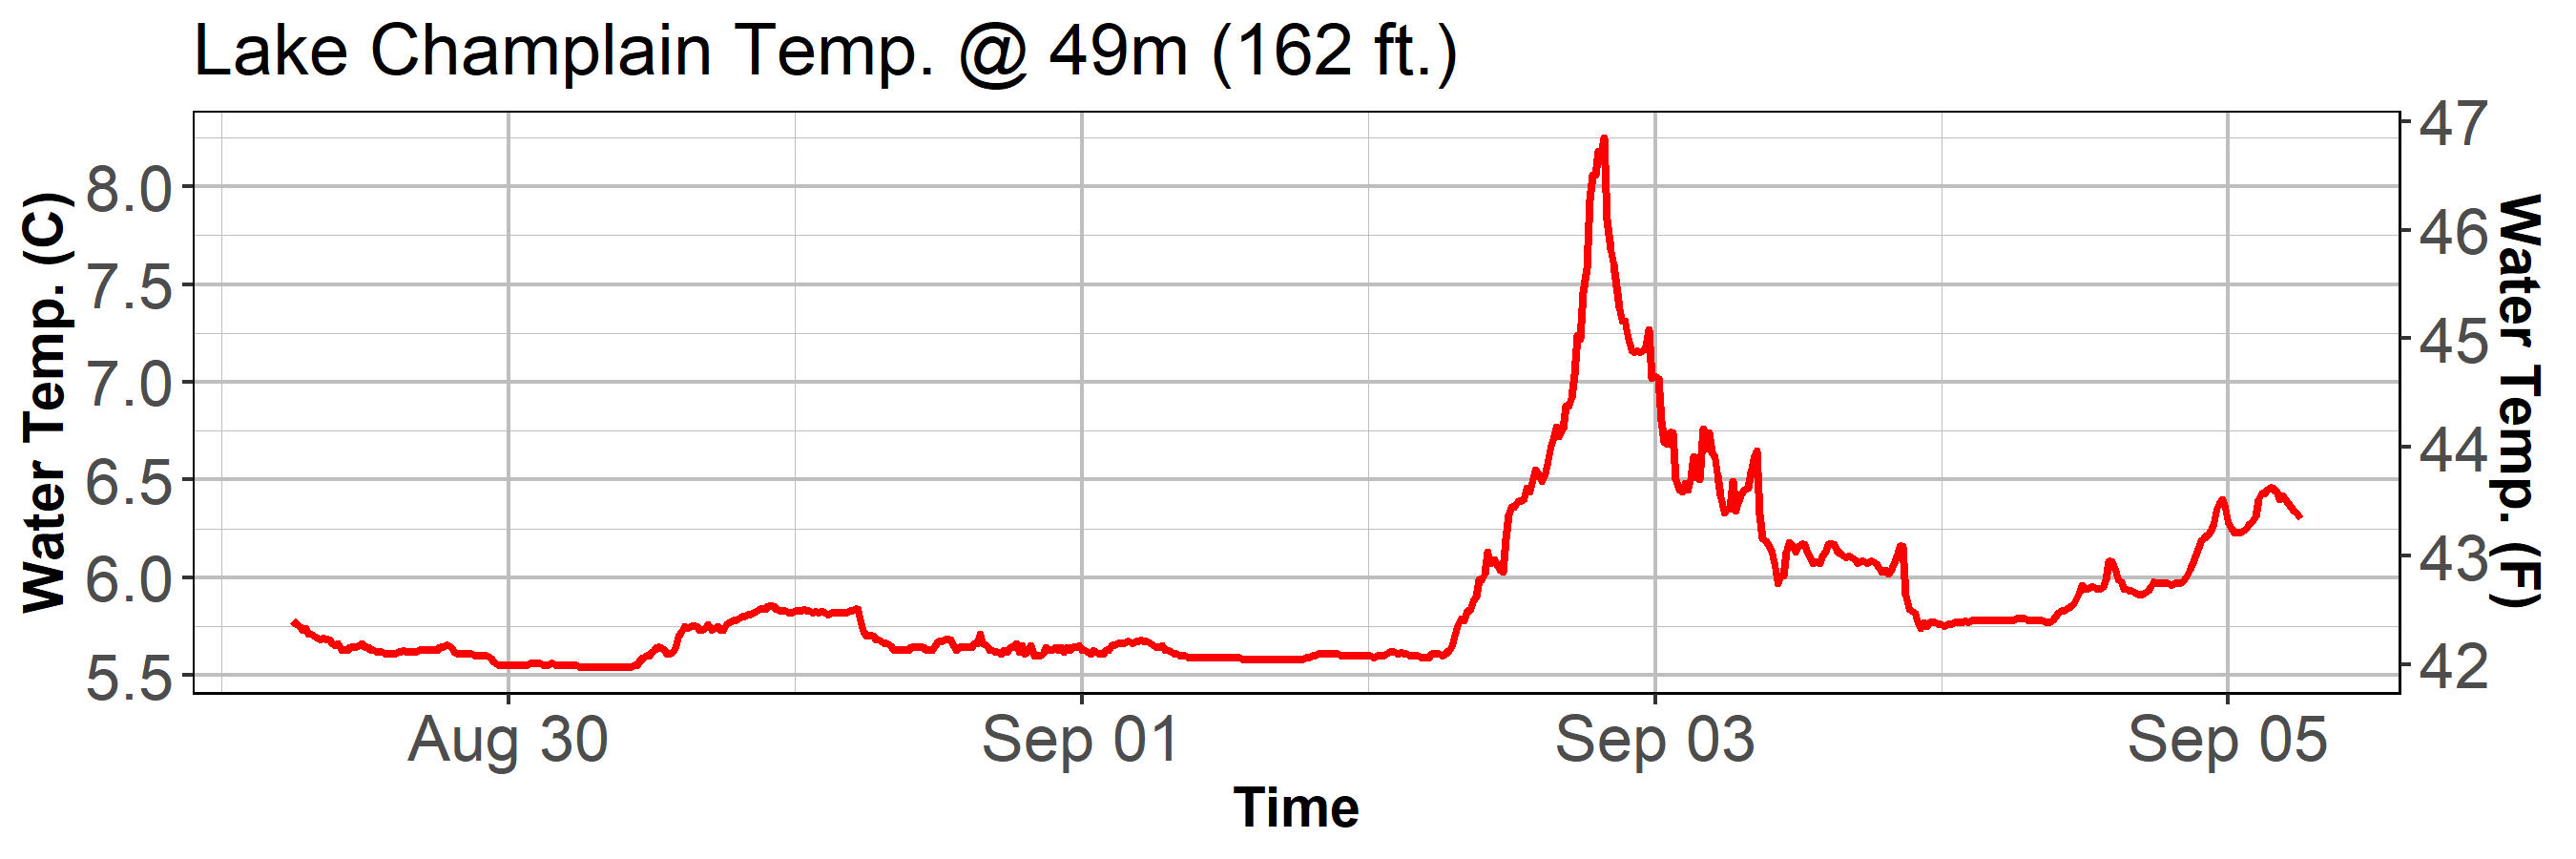 Lake Champlain Temp. @ 49m (162 ft.)
Water Temp. (C)
8.0
7.5
7.0
6.5
6.0
5.5
47
46
45
44
43
42
Water Temp. (F)
Aug 30
Sep 01
Sep 03
Sep 05
Time